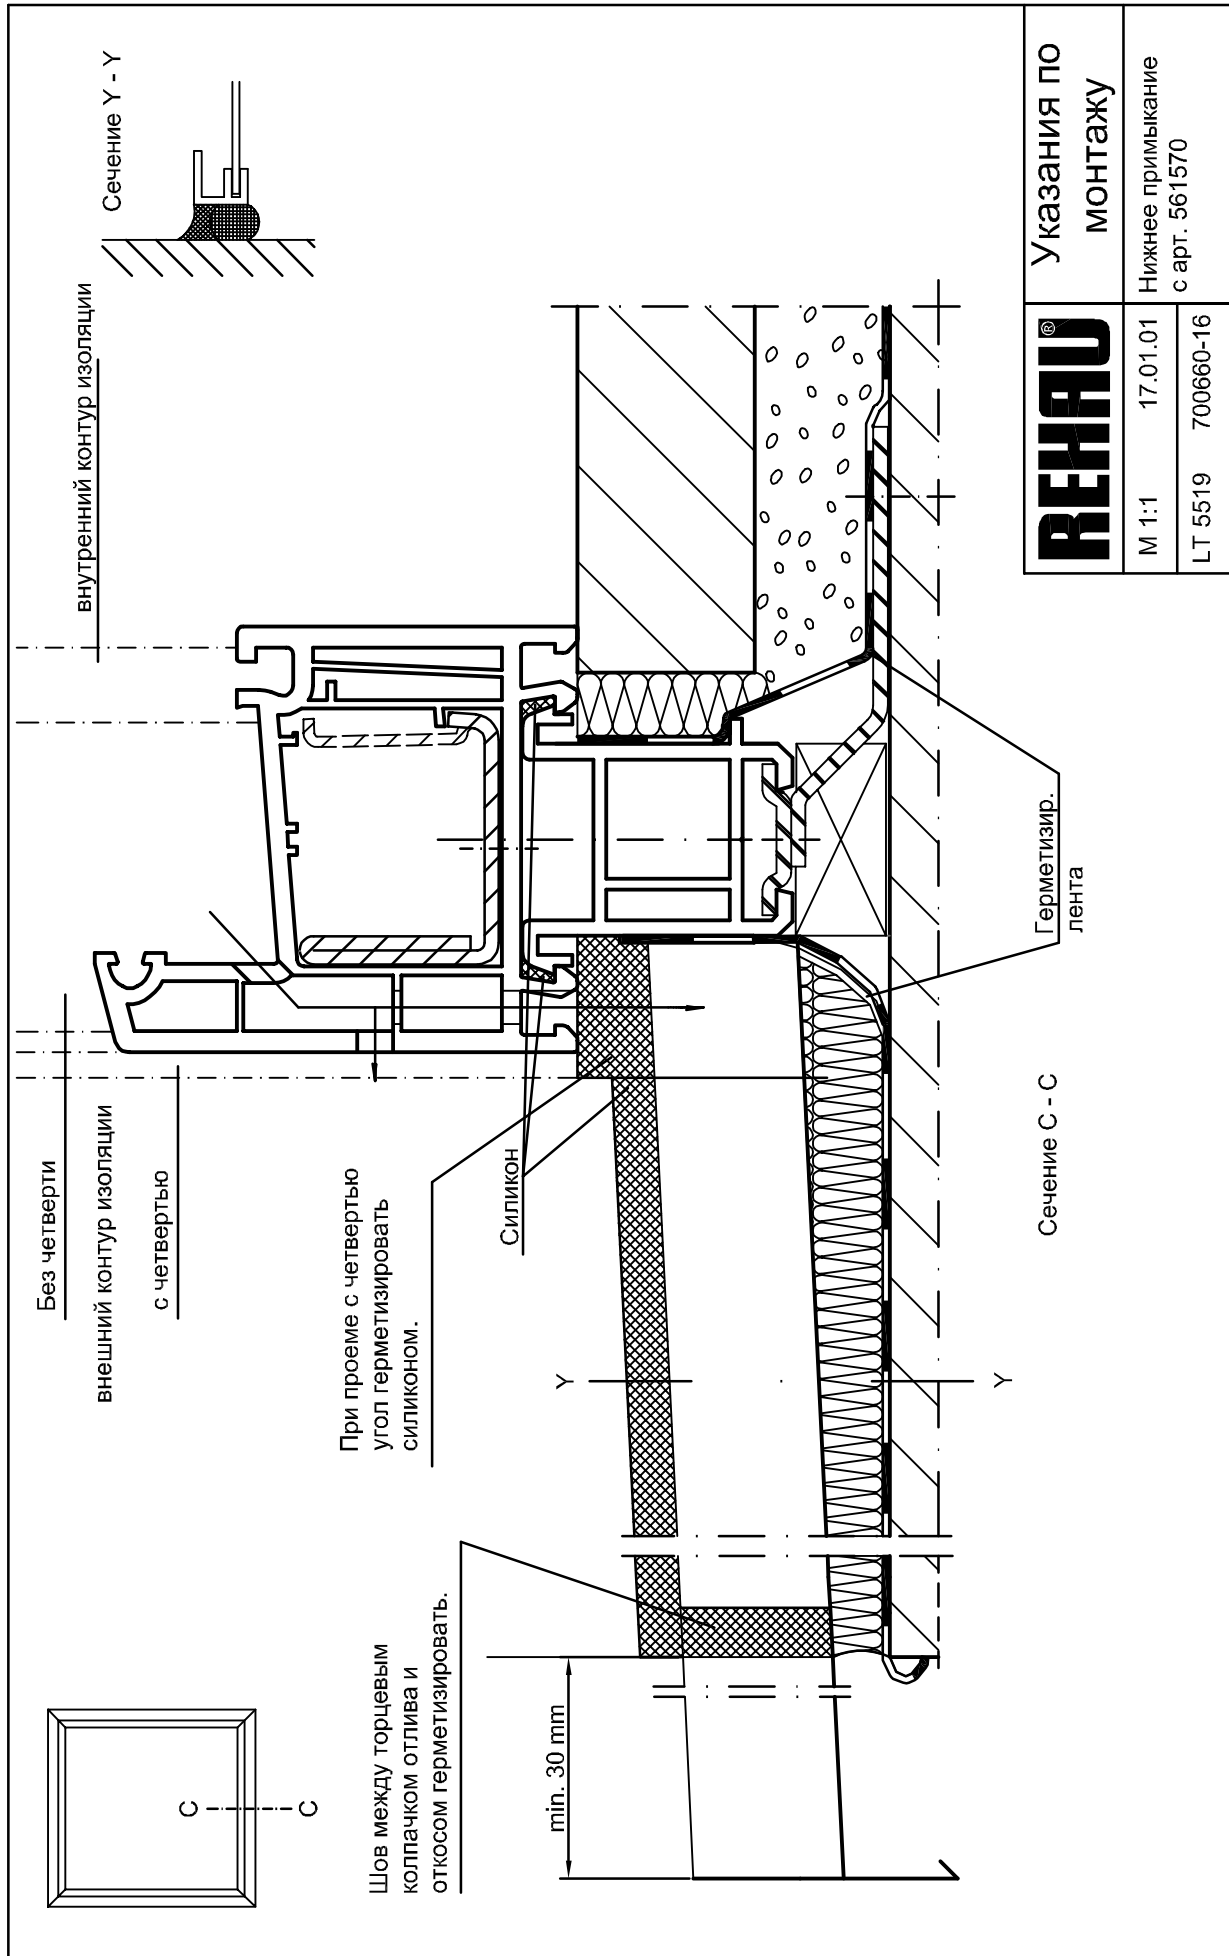 Без четверти
внешний контур изоляции
с четвертью
внутренний контур изоляции
Сечение Y - Y
С
С
Шов между торцевым
колпачком отлива и
откосом герметизировать.
При проеме с четвертью
угол герметизировать
силиконом.
Силикон
min. 30 mm
Y
Y
Герметизир.
лента
Сечение С - С
REHAU®
Указания по
монтажу
M 1:1 17.01.01
Нижнее примыкание
с арт. 561570
LT 5519 700660-16